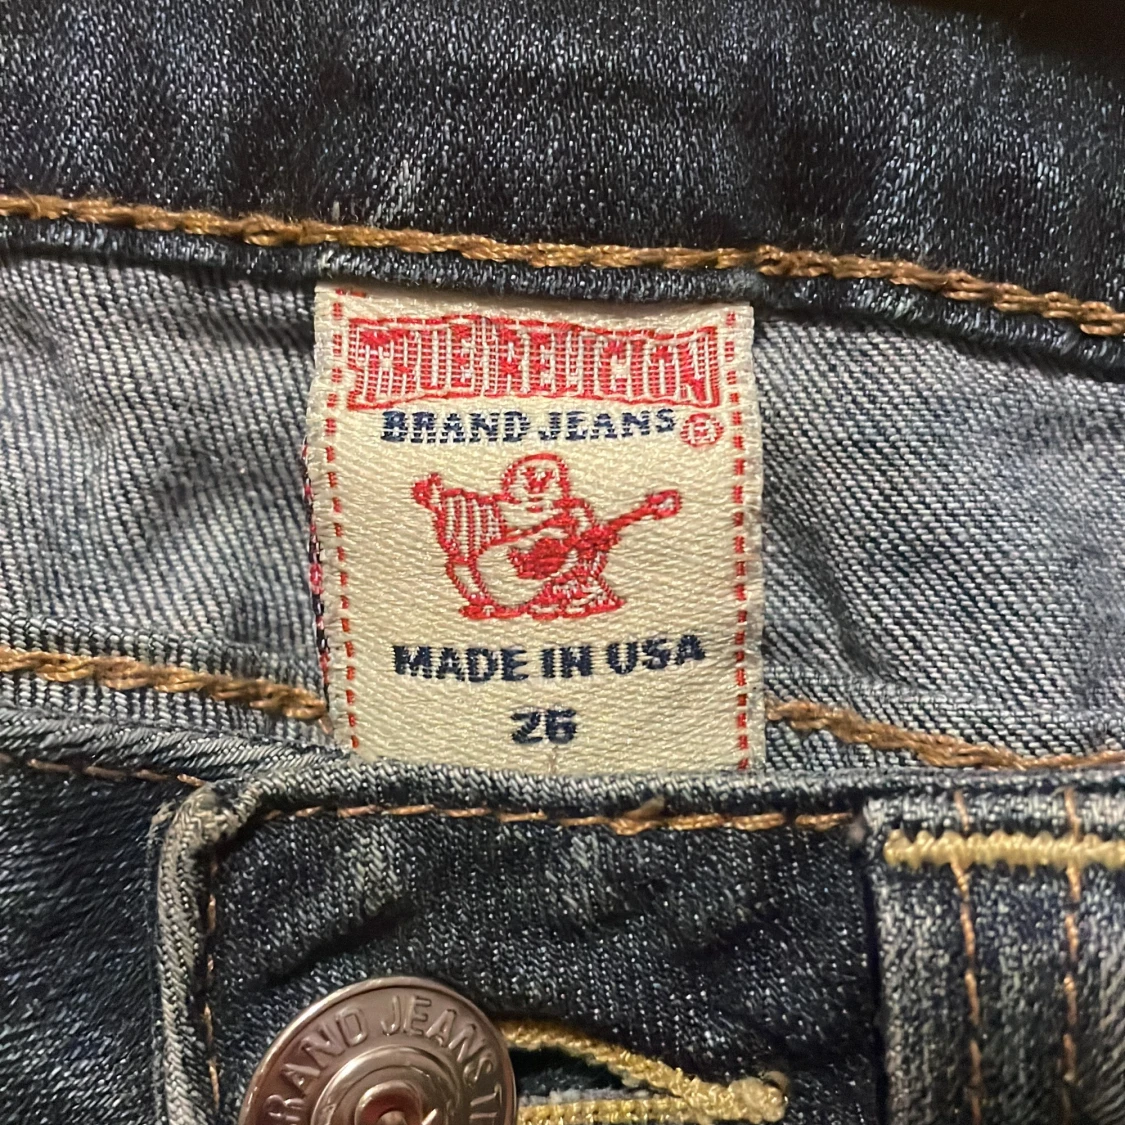 TRUE RELIGION
BRAND JEANS ®
MADE IN USA
26
BRAND JEANS